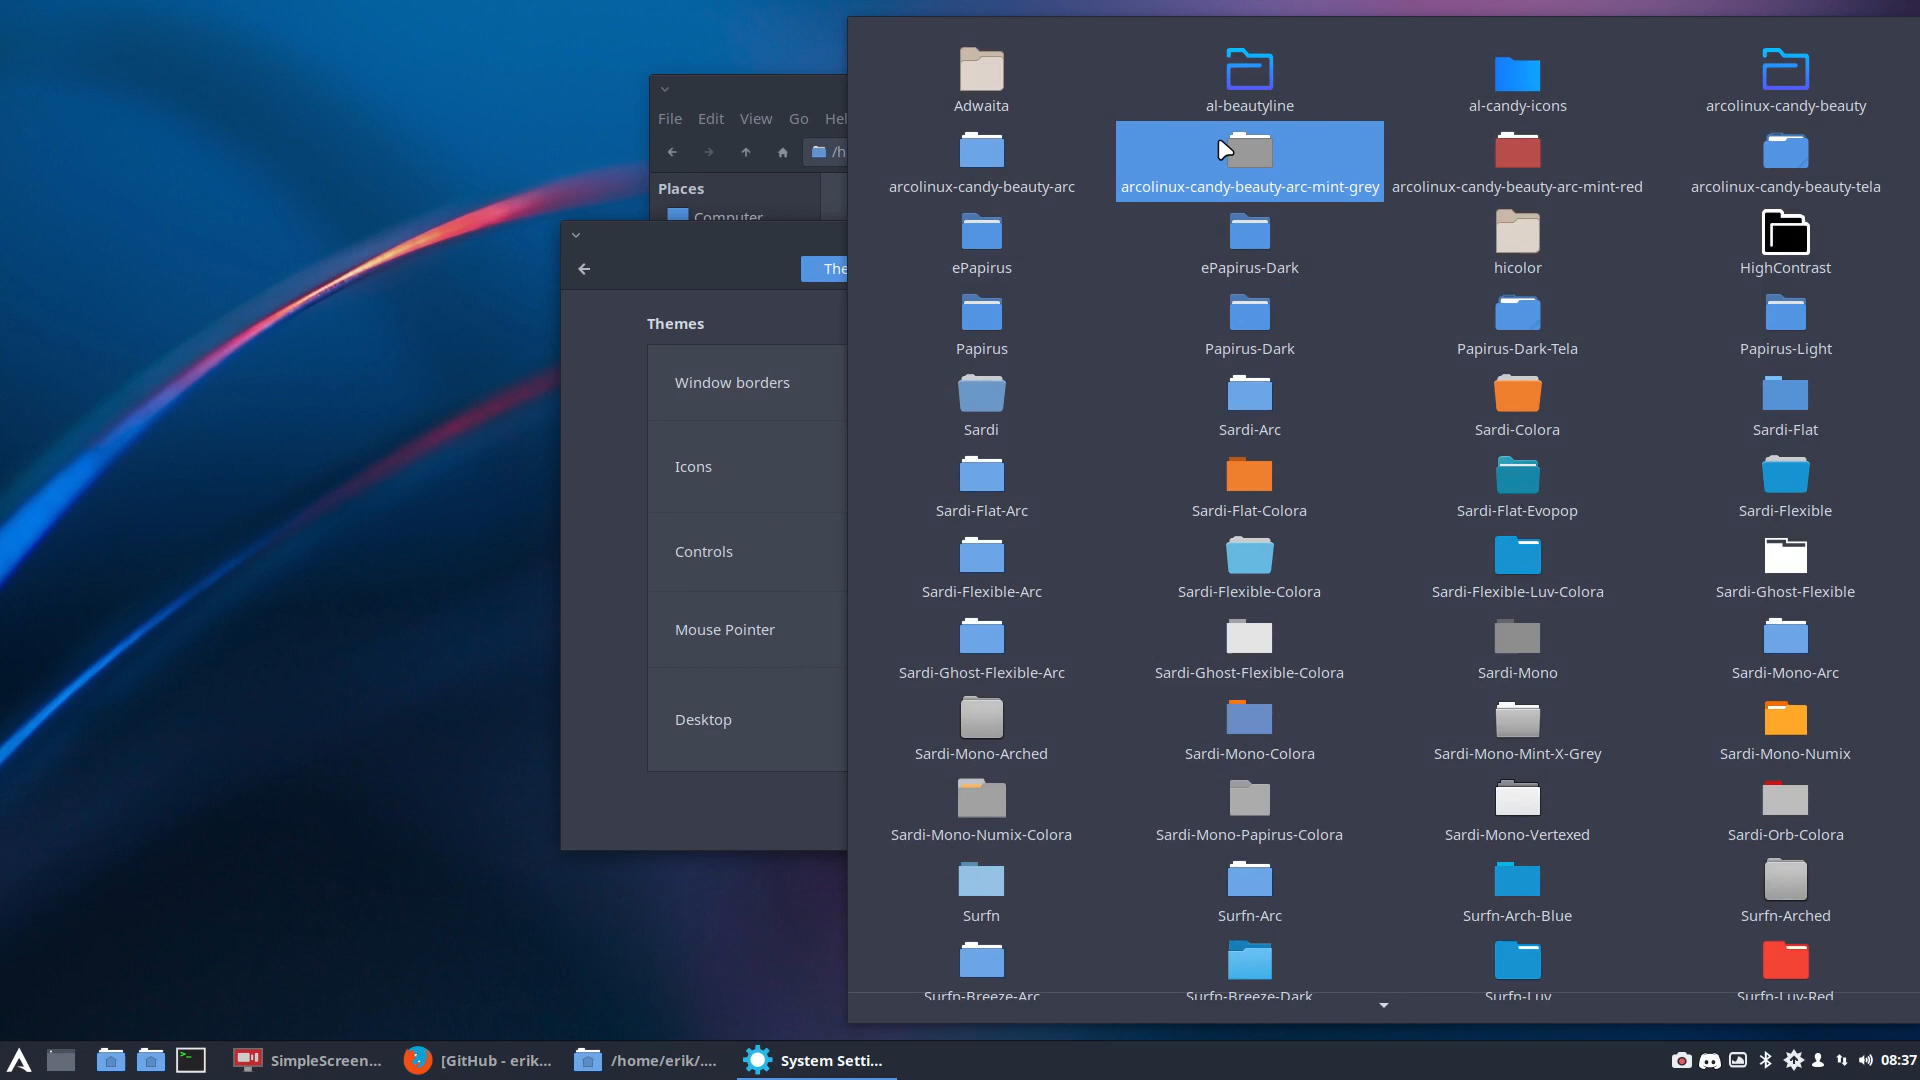 Adwaita
al-beautyline
al-candy-icons
arcolinux-candy-beauty
arcolinux-candy-beauty-arc
arcolinux-candy-beauty-arc-mint-grey
arcolinux-candy-beauty-arc-mint-red
arcolinux-candy-beauty-tela
ePapirus
ePapirus-Dark
hicolor
HighContrast
Papirus
Papirus-Dark
Papirus-Dark-Tela
Papirus-Light
Sardi
Sardi-Arc
Sardi-Colora
Sardi-Flat
Sardi-Flat-Arc
Sardi-Flat-Colora
Sardi-Flat-Evopop
Sardi-Flexible
Sardi-Flexible-Arc
Sardi-Flexible-Colora
Sardi-Flexible-Luv-Colora
Sardi-Ghost-Flexible
Sardi-Ghost-Flexible-Arc
Sardi-Ghost-Flexible-Colora
Sardi-Mono
Sardi-Mono-Arc
Sardi-Mono-Arched
Sardi-Mono-Colora
Sardi-Mono-Mint-X-Grey
Sardi-Mono-Numix
Sardi-Mono-Numix-Colora
Sardi-Mono-Papirus-Colora
Sardi-Mono-Vertexed
Sardi-Orb-Colora
Surfn
Surfn-Arc
Surfn-Arch-Blue
Surfn-Arched
Surfn-Breeze-Arc
Surfn-Breeze-Dark
Surfn-Luv
Surfn-Luv-Red
File Edit View Go Hel
/h
Places
Computer
The
Themes
Window borders
Icons
Controls
Mouse Pointer
Desktop
>_
SimpleScreen...
[GitHub - erik...
/home/erik/....
System Setti...
08:37